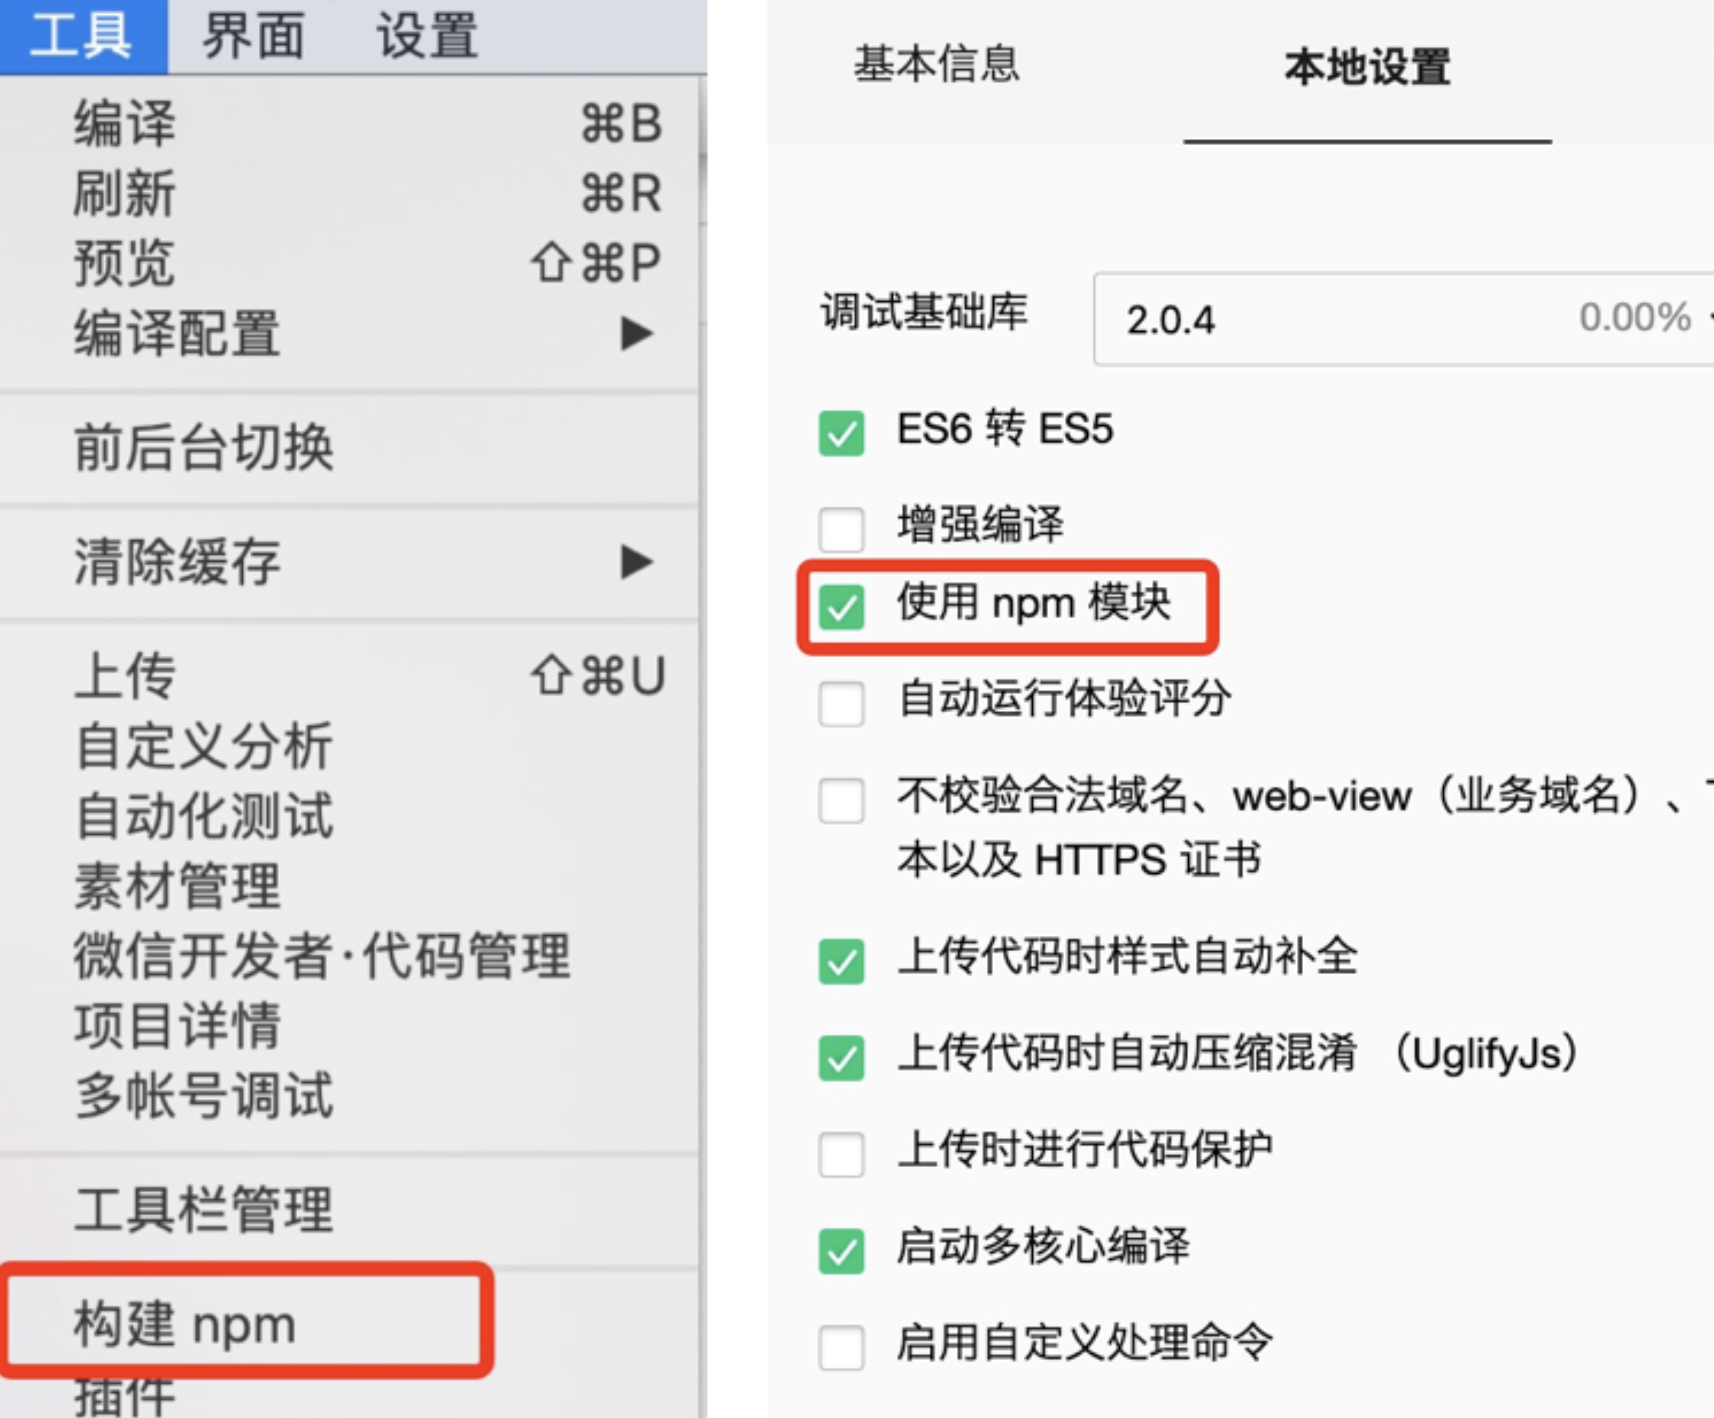 工具 界面 设置
编译 ⌘B
刷新 ⌘R
预览 ⇧⌘P
编译配置 ▶
前后台切换
清除缓存 ▶
上传 ⇧⌘U
自定义分析
自动化测试
素材管理
微信开发者·代码管理
项目详情
多帐号调试
工具栏管理
构建 npm
插件
基本信息 本地设置
调试基础库 2.0.4 0.00%
ES6 转 ES5
增强编译
使用 npm 模块
自动运行体验评分
不校验合法域名、web-view（业务域名）、
本以及 HTTPS 证书
上传代码时样式自动补全
上传代码时自动压缩混淆 （UglifyJs）
上传时进行代码保护
启动多核心编译
启用自定义处理命令